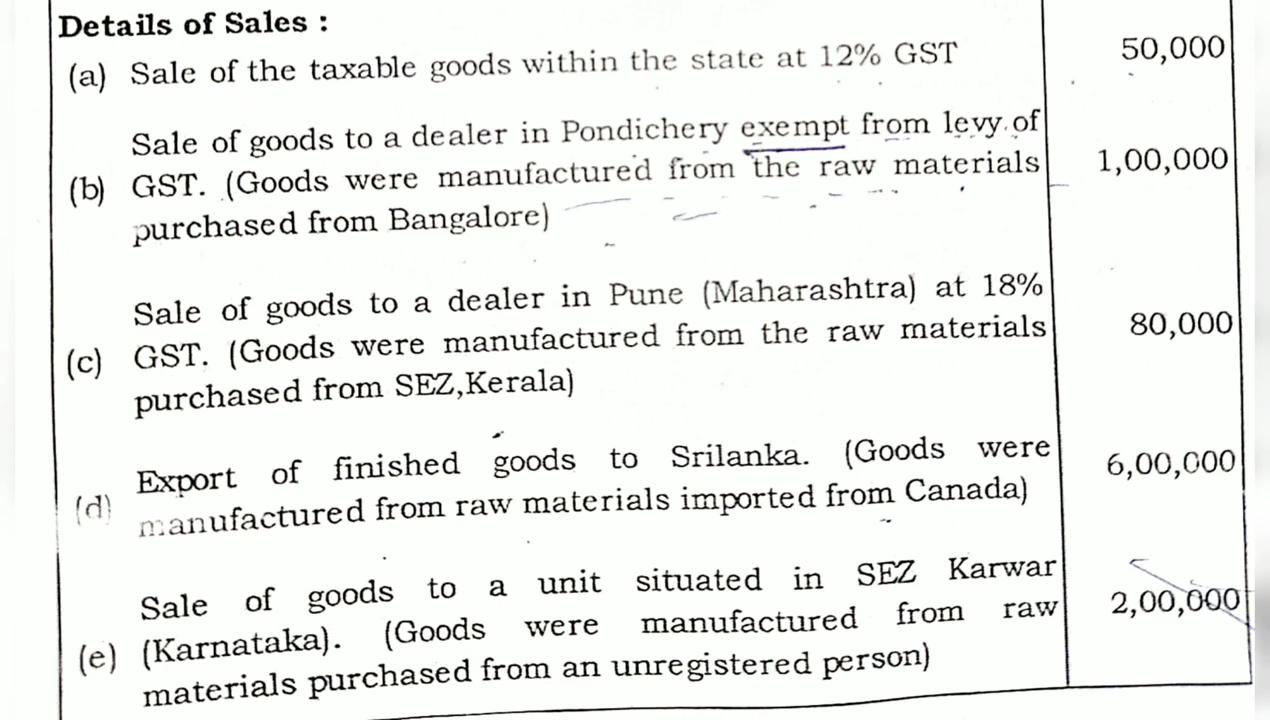 Details of Sales :
(a) Sale of the taxable goods within the state at 12% GST 50,000
Sale of goods to a dealer in Pondichery exempt from levy of
(b) GST. (Goods were manufactured from the raw materials 1,00,000
purchased from Bangalore)
Sale of goods to a dealer in Pune (Maharashtra) at 18%
(c) GST. (Goods were manufactured from the raw materials 80,000
purchased from SEZ,Kerala)
Export of finished goods to Srilanka. (Goods were
(d) manufactured from raw materials imported from Canada) 6,00,000
Sale of goods to a unit situated in SEZ Karwar
(e) (Karnataka). (Goods were manufactured from raw 2,00,000
materials purchased from an unregistered person)